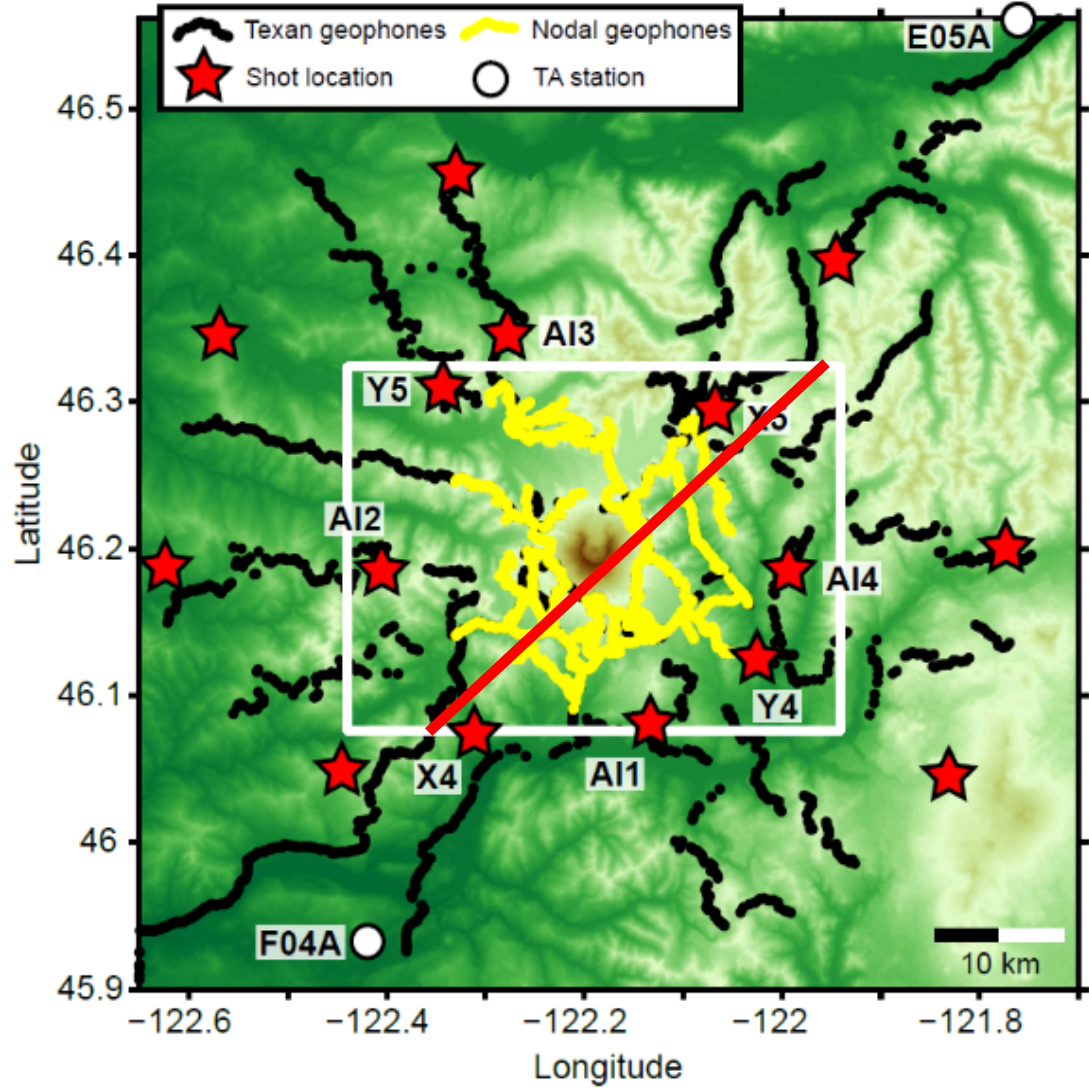 Texan geophones Nodal geophones
Shot location TA station
E05A
46.5
46.4
AI3
Y5
46.3
X5
AI2
46.2
AI4
46.1
Y4
X4
AI1
46
F04A
10 km
45.9
−122.6 −122.4 −122.2 −122 −121.8
Longitude
Latitude